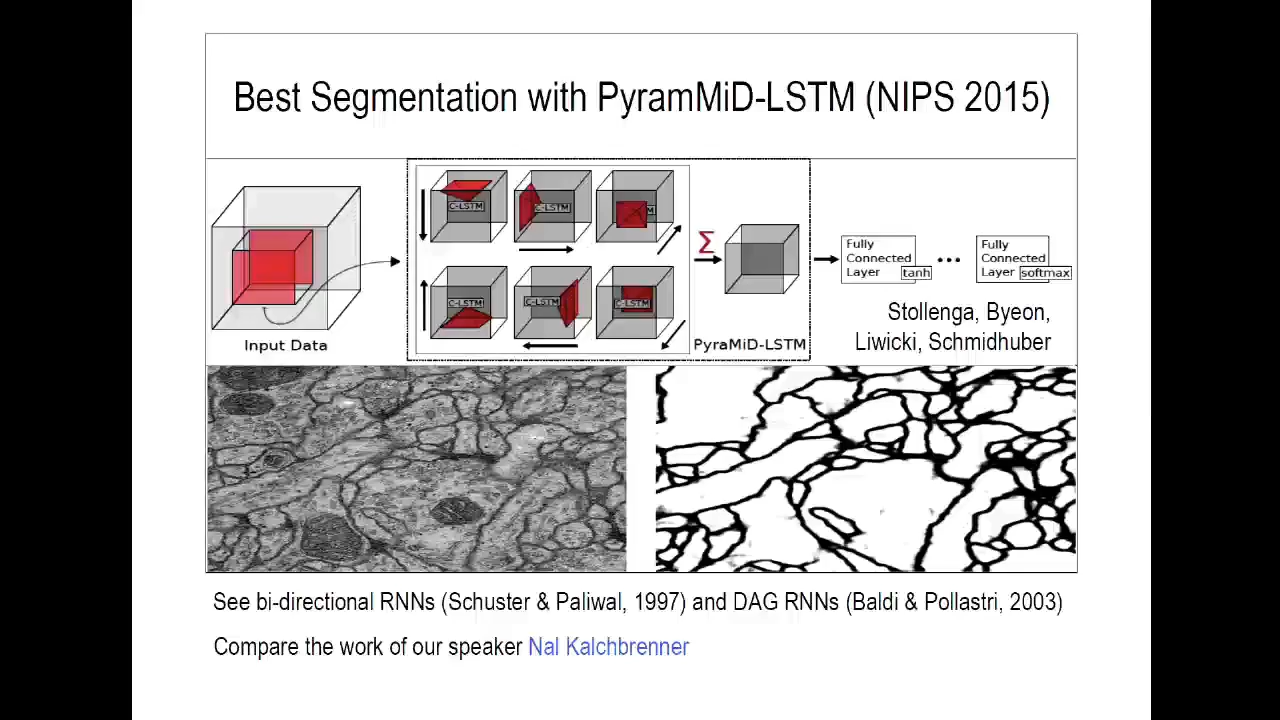 Best Segmentation with PyramMiD-LSTM (NIPS 2015)
C-LSTM
C-LSTM
M
C-LSTM
C-LSTM
C-LSTM
Σ
Input Data
PyraMiD-LSTM
Fully
Connected
Layer tanh
...
Fully
Connected
Layer softmax
Stollenga, Byeon,
Liwicki, Schmidhuber
See bi-directional RNNs (Schuster & Paliwal, 1997) and DAG RNNs (Baldi & Pollastri, 2003)
Compare the work of our speaker Nal Kalchbrenner